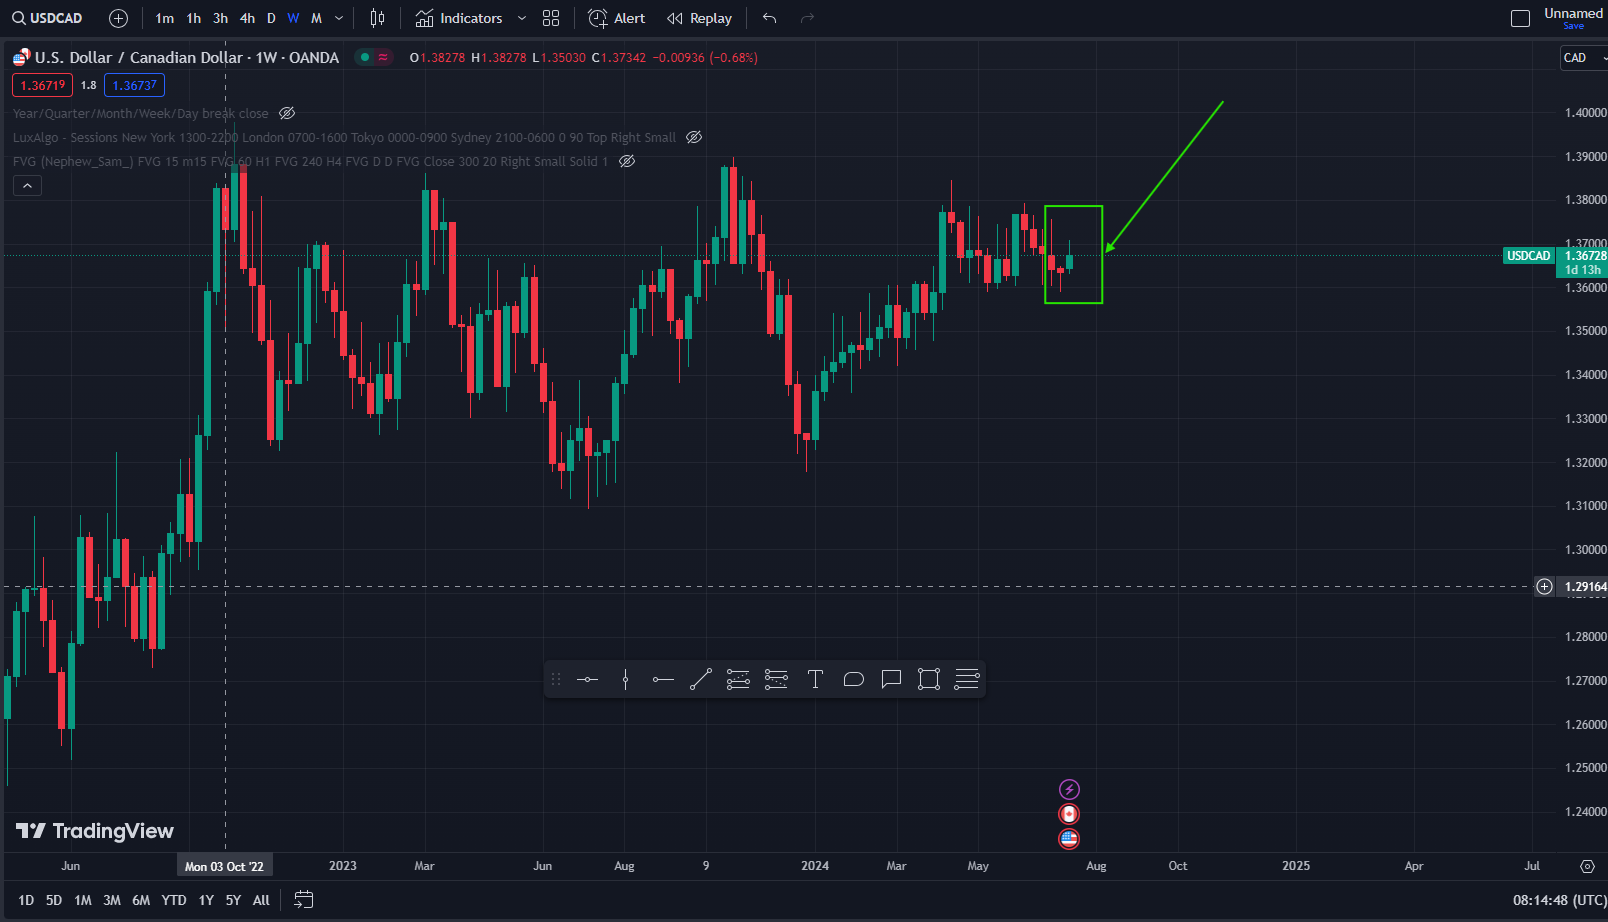 USDCAD 1m 1h 3h 4h D W M Indicators Alert Replay Unnamed
Save
U.S. Dollar / Canadian Dollar · 1W · OANDA O1.38278 H1.38278 L1.35030 C1.37342 −0.00936 (−0.68%)
CAD
1.36719 1.8 1.36737
Year/Quarter/Month/Week/Day break close
LuxAlgo - Sessions New York 1300-2200 London 0700-1600 Tokyo 0000-0900 Sydney 2100-0600 0 90 Top Right Small
FVG (Nephew_Sam_) FVG 15 m15 FVG 60 H1 FVG 240 H4 FVG D D FVG Close 300 20 Right Small Solid 1
1.40000
1.39000
1.38000
1.37000
USDCAD 1.36728
1d 13h
1.36000
1.35000
1.34000
1.33000
1.32000
1.31000
1.30000
1.29164
1.28000
1.27000
1.26000
1.25000
1.24000
T
TradingView
Jun Mon 03 Oct '22 2023 Mar Jun Aug 9 2024 Mar May Aug Oct 2025 Apr Jul
1D 5D 1M 3M 6M YTD 1Y 5Y All 08:14:48 (UTC)